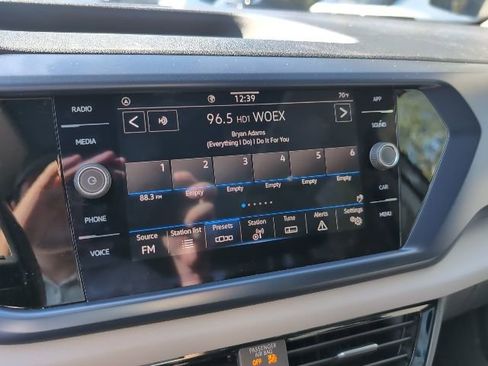 RADIO
MEDIA
PHONE
VOICE
12:39
70°F
96.5 HD1 WOEX
Bryan Adams
(Everything I Do) I Do It For You
1 2 3 4 5 6
88.3 FM Empty Empty Empty Empty Empty
Source Station list Presets Station Tune Alerts Settings
FM
APP
SOUND
CAR
MENU
PASSENGER
AIR BAG
OFF